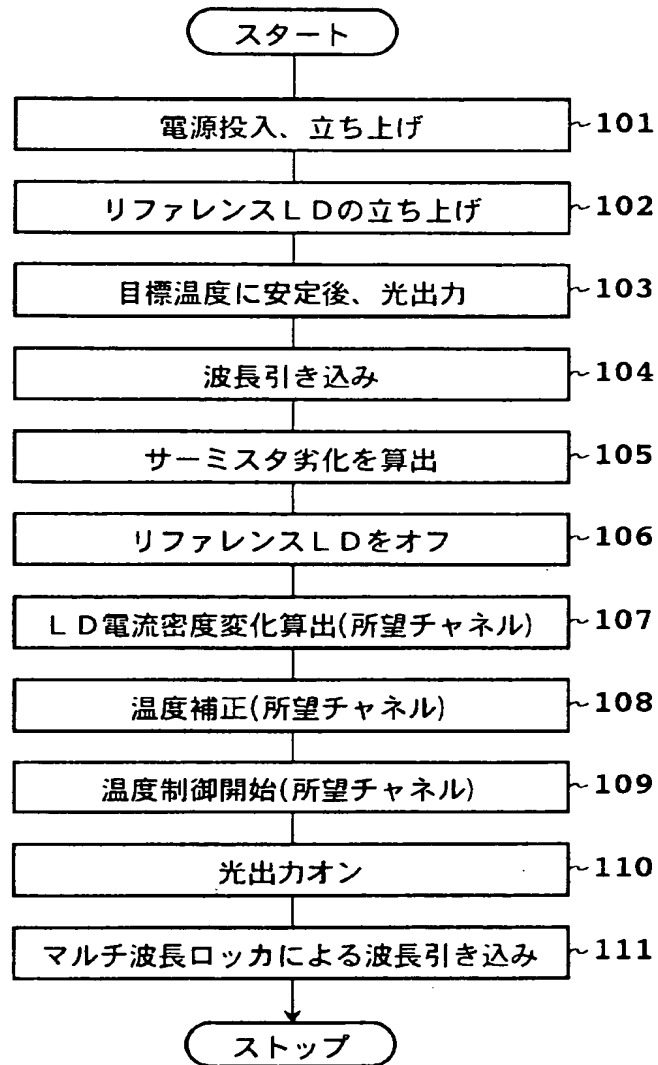 スタート
電源投入、立ち上げ ~101
リファレンスLDの立ち上げ ~102
目標温度に安定後、光出力 ~103
波長引き込み ~104
サーミスタ劣化を算出 ~105
リファレンスLDをオフ ~106
LD電流密度変化算出(所望チャネル) ~107
温度補正(所望チャネル) ~108
温度制御開始(所望チャネル) ~109
光出力オン ~110
マルチ波長ロッカによる波長引き込み ~111
ストップ